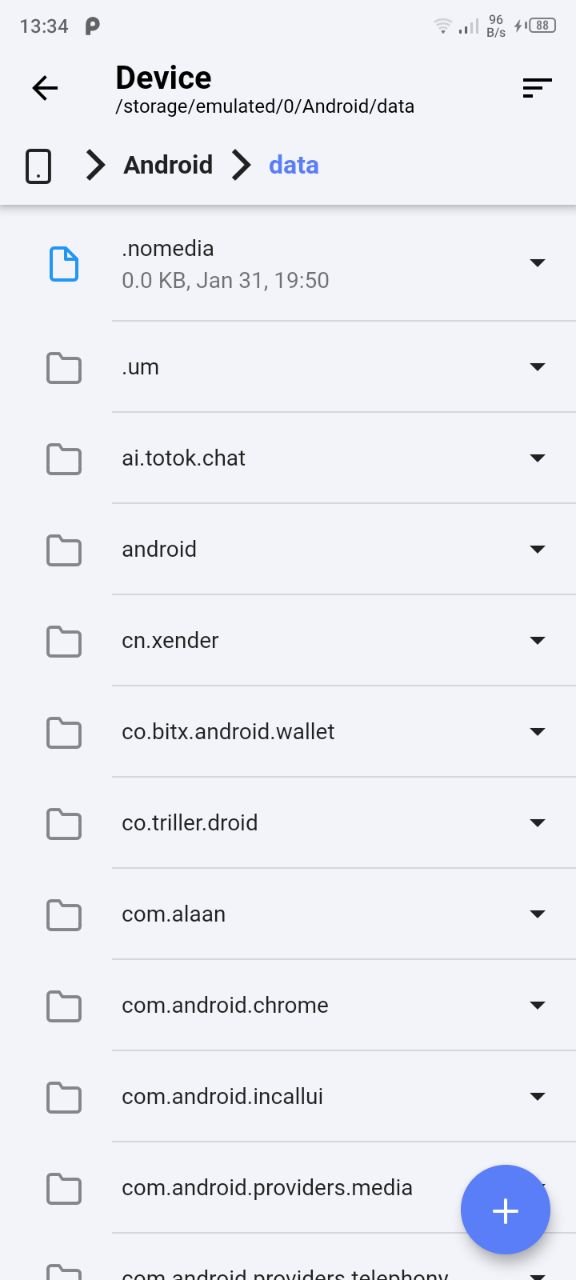 13:34
96
B/s
88
Device
/storage/emulated/0/Android/data
Android
data
.nomedia
0.0 KB, Jan 31, 19:50
.um
ai.totok.chat
android
cn.xender
co.bitx.android.wallet
co.triller.droid
com.alaan
com.android.chrome
com.android.incallui
com.android.providers.media
com.android.providers.telephony